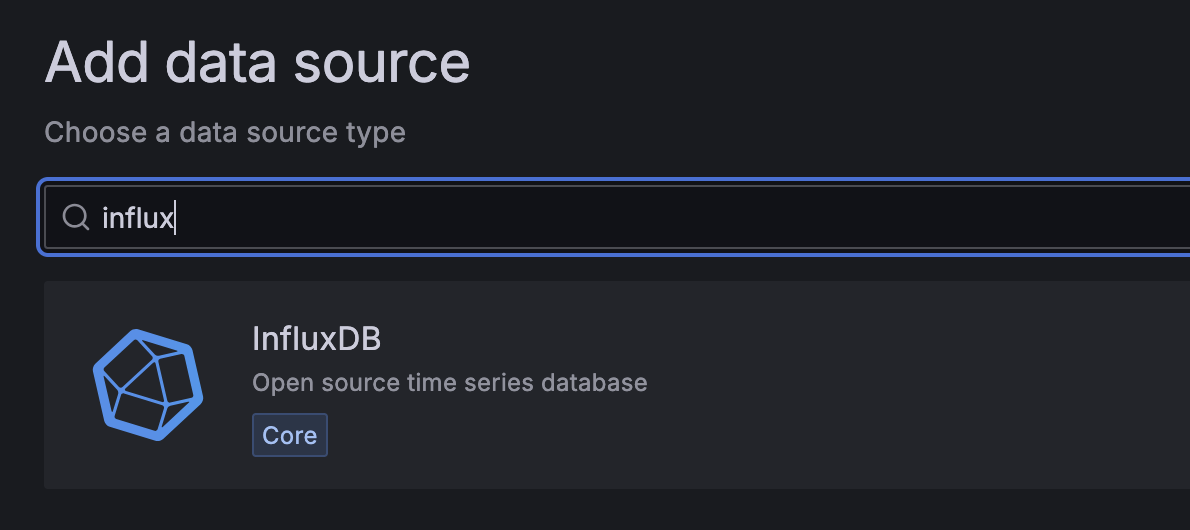 Add data source
Choose a data source type
influx
InfluxDB
Open source time series database
Core